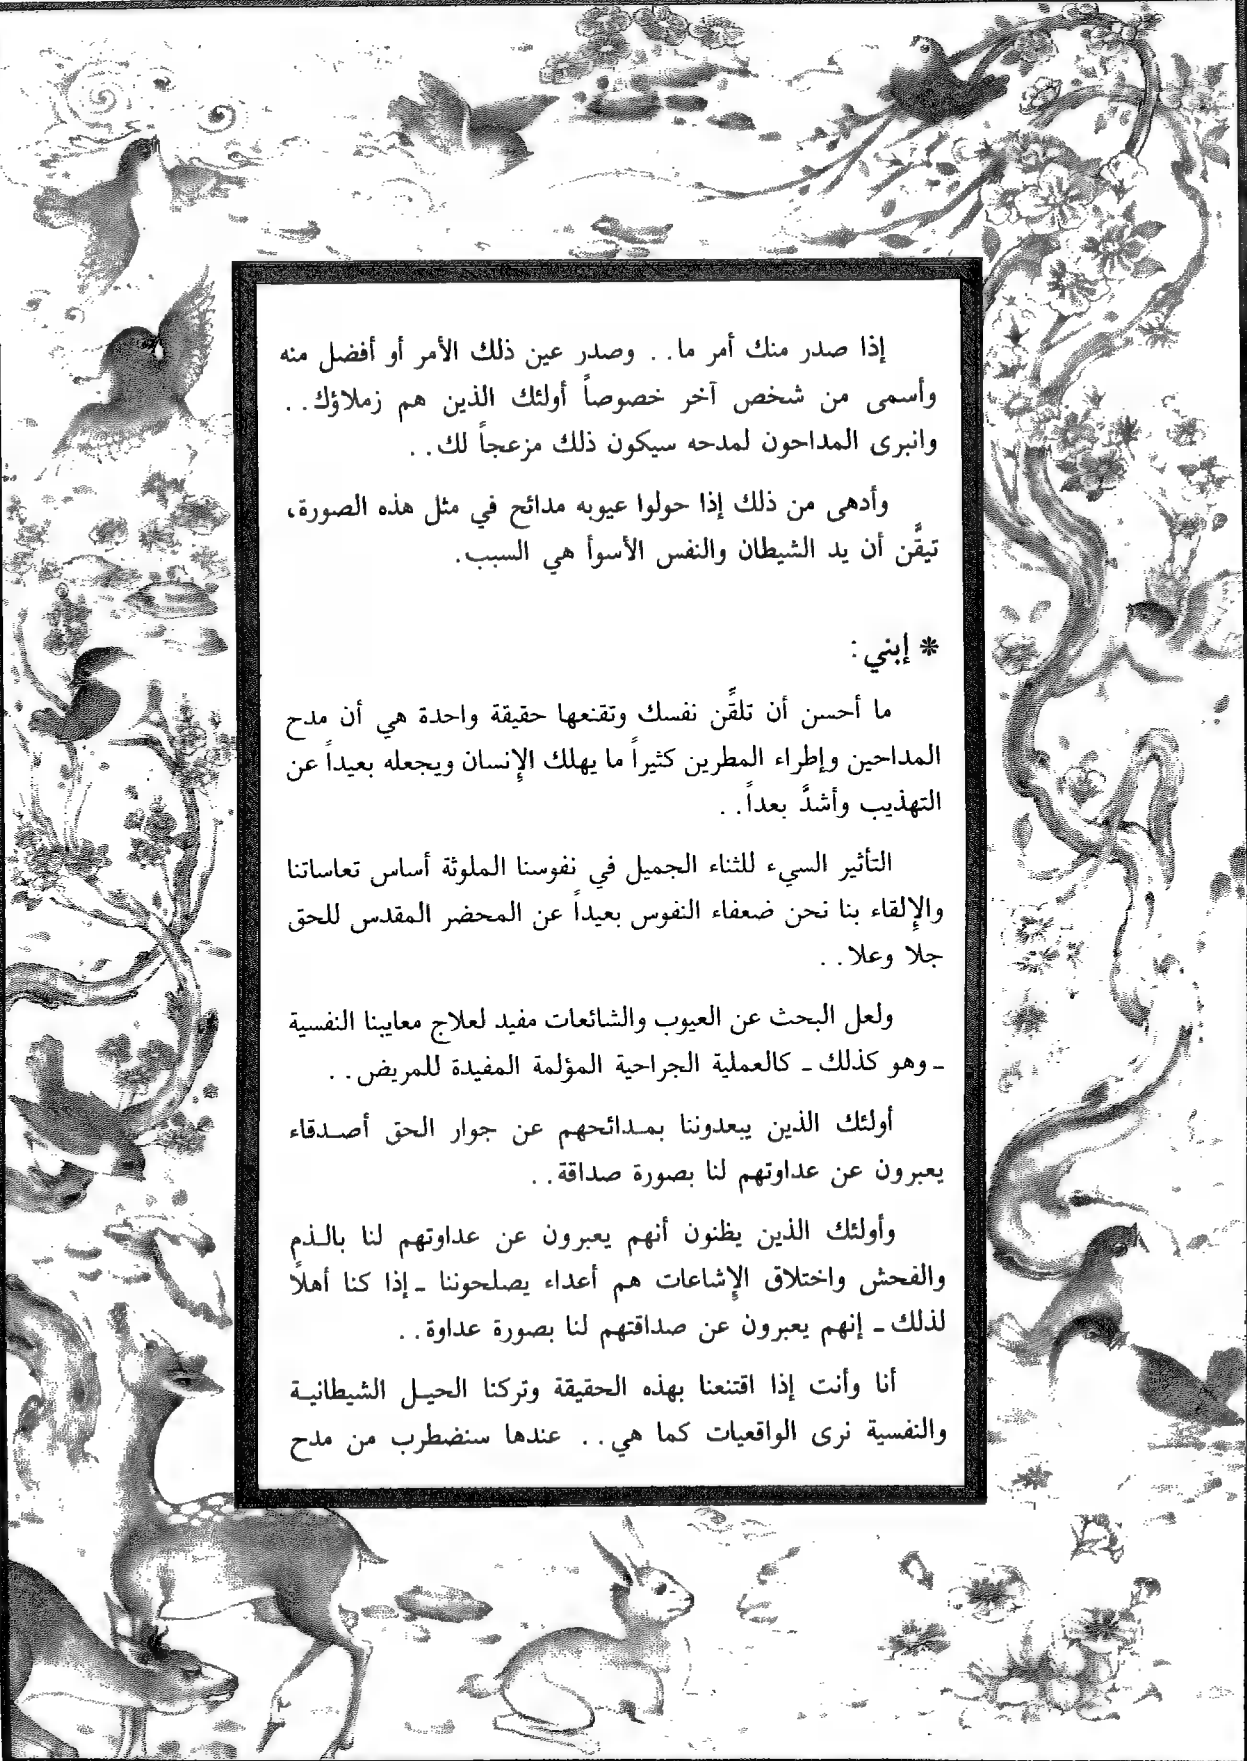 إذا صدر منك أمر ما.. وصدر عين ذلك الأمر أو أفضل منه
وأسمى من شخص آخر خصوصاً أولئك الذين هم زملاؤك..
وانبرى المداحون لمدحه سيكون ذلك مزعجاً لك..
وأدهى من ذلك إذا حولوا عيوبه مدائح في مثل هذه الصورة،
تيقَّن أن يد الشيطان والنفس الأسوأ هي السبب.
* إبني:
ما أحسن أن تلقِّن نفسك وتقنعها حقيقة واحدة هي أن مدح
المداحين وإطراء المطرين كثيراً ما يهلك الإنسان ويجعله بعيداً عن
التهذيب وأشدَّ بعداً..
التأثير السيء للثناء الجميل في نفوسنا الملوثة أساس تعاساتنا
والإلقاء بنا نحن ضعفاء النفوس بعيداً عن المحضر المقدس للحق
جلا وعلا..
ولعل البحث عن العيوب والشائعات مفيد لعلاج معايبنا النفسية
ـ وهو كذلك ـ كالعملية الجراحية المؤلمة المفيدة للمريض..
أولئك الذين يبعدوننا بمدائحهم عن جوار الحق أصدقاء
يعبرون عن عداوتهم لنا بصورة صداقة..
وأولئك الذين يظنون أنهم يعبرون عن عداوتهم لنا بالذم
والفحش واختلاق الإشاعات هم أعداء يصلحوننا ـ إذا كنا أهلاً
لذلك ـ إنهم يعبرون عن صداقتهم لنا بصورة عداوة..
أنا وأنت إذا اقتنعنا بهذه الحقيقة وتركنا الحيل الشيطانية
والنفسية نرى الواقعيات كما هي.. عندها سنضطرب من مدح